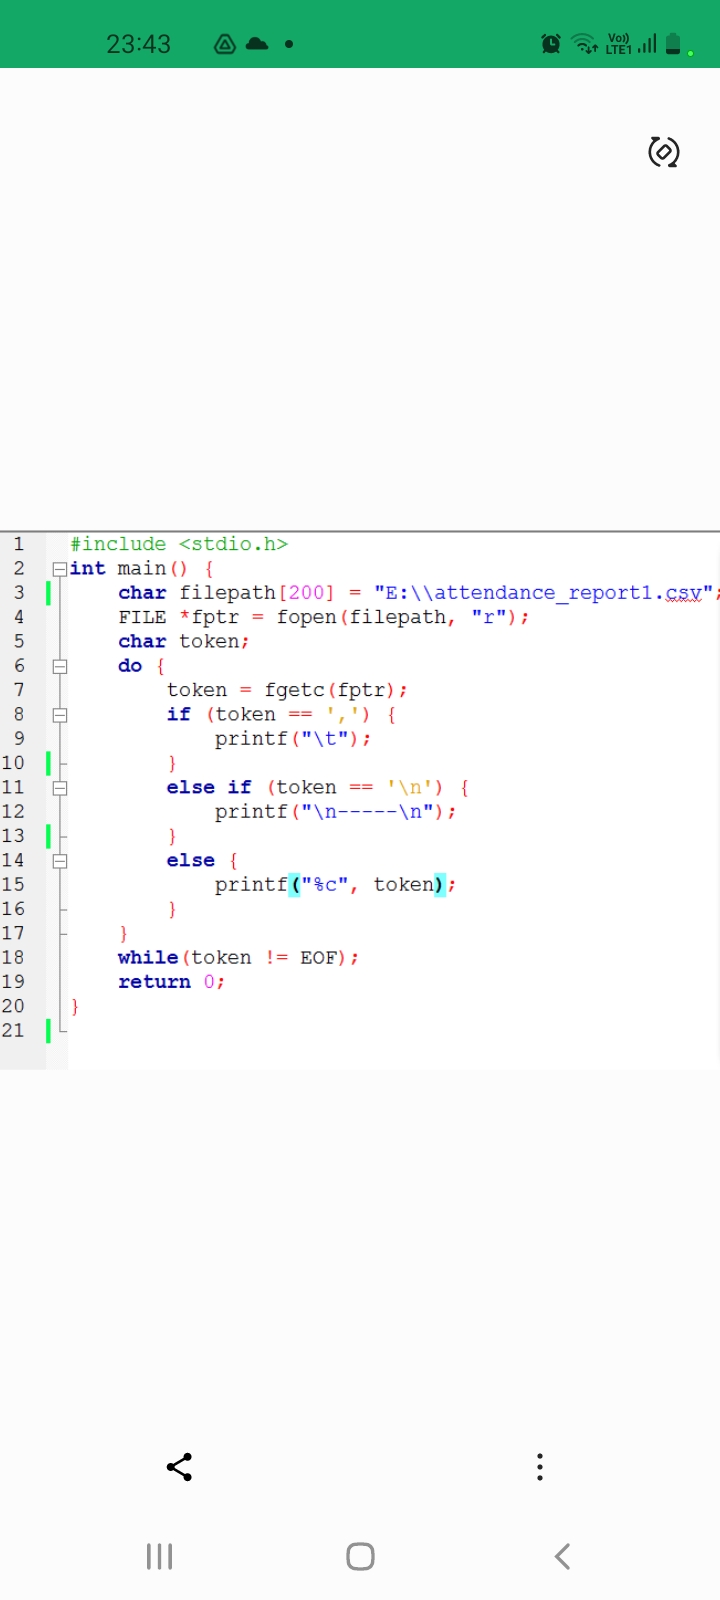 23:43
Vo))
LTE1
1 #include <stdio.h>
2 int main() {
3     char filepath[200] = "E:\\attendance_report1.csv";
4     FILE *fptr = fopen(filepath, "r");
5     char token;
6     do {
7         token = fgetc(fptr);
8         if (token == ',') {
9             printf("\t");
10         }
11         else if (token == '\n') {
12             printf("\n-----\n");
13         }
14         else {
15             printf("%c", token);
16         }
17     }
18     while(token != EOF);
19     return 0;
20 }
21